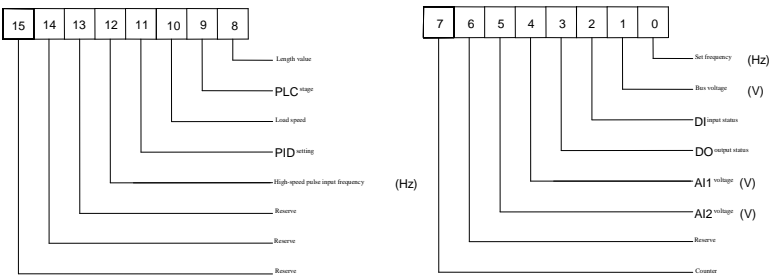 15 14 13 12 11 10 9 8
Length value
PLC stage
Load speed
PID setting
High-speed pulse input frequency (Hz)
Reserve
Reserve
Reserve
7 6 5 4 3 2 1 0
Set frequency (Hz)
Bus voltage (V)
DI input status
DO output status
AI1 voltage (V)
AI2 voltage (V)
Reserve
Counter